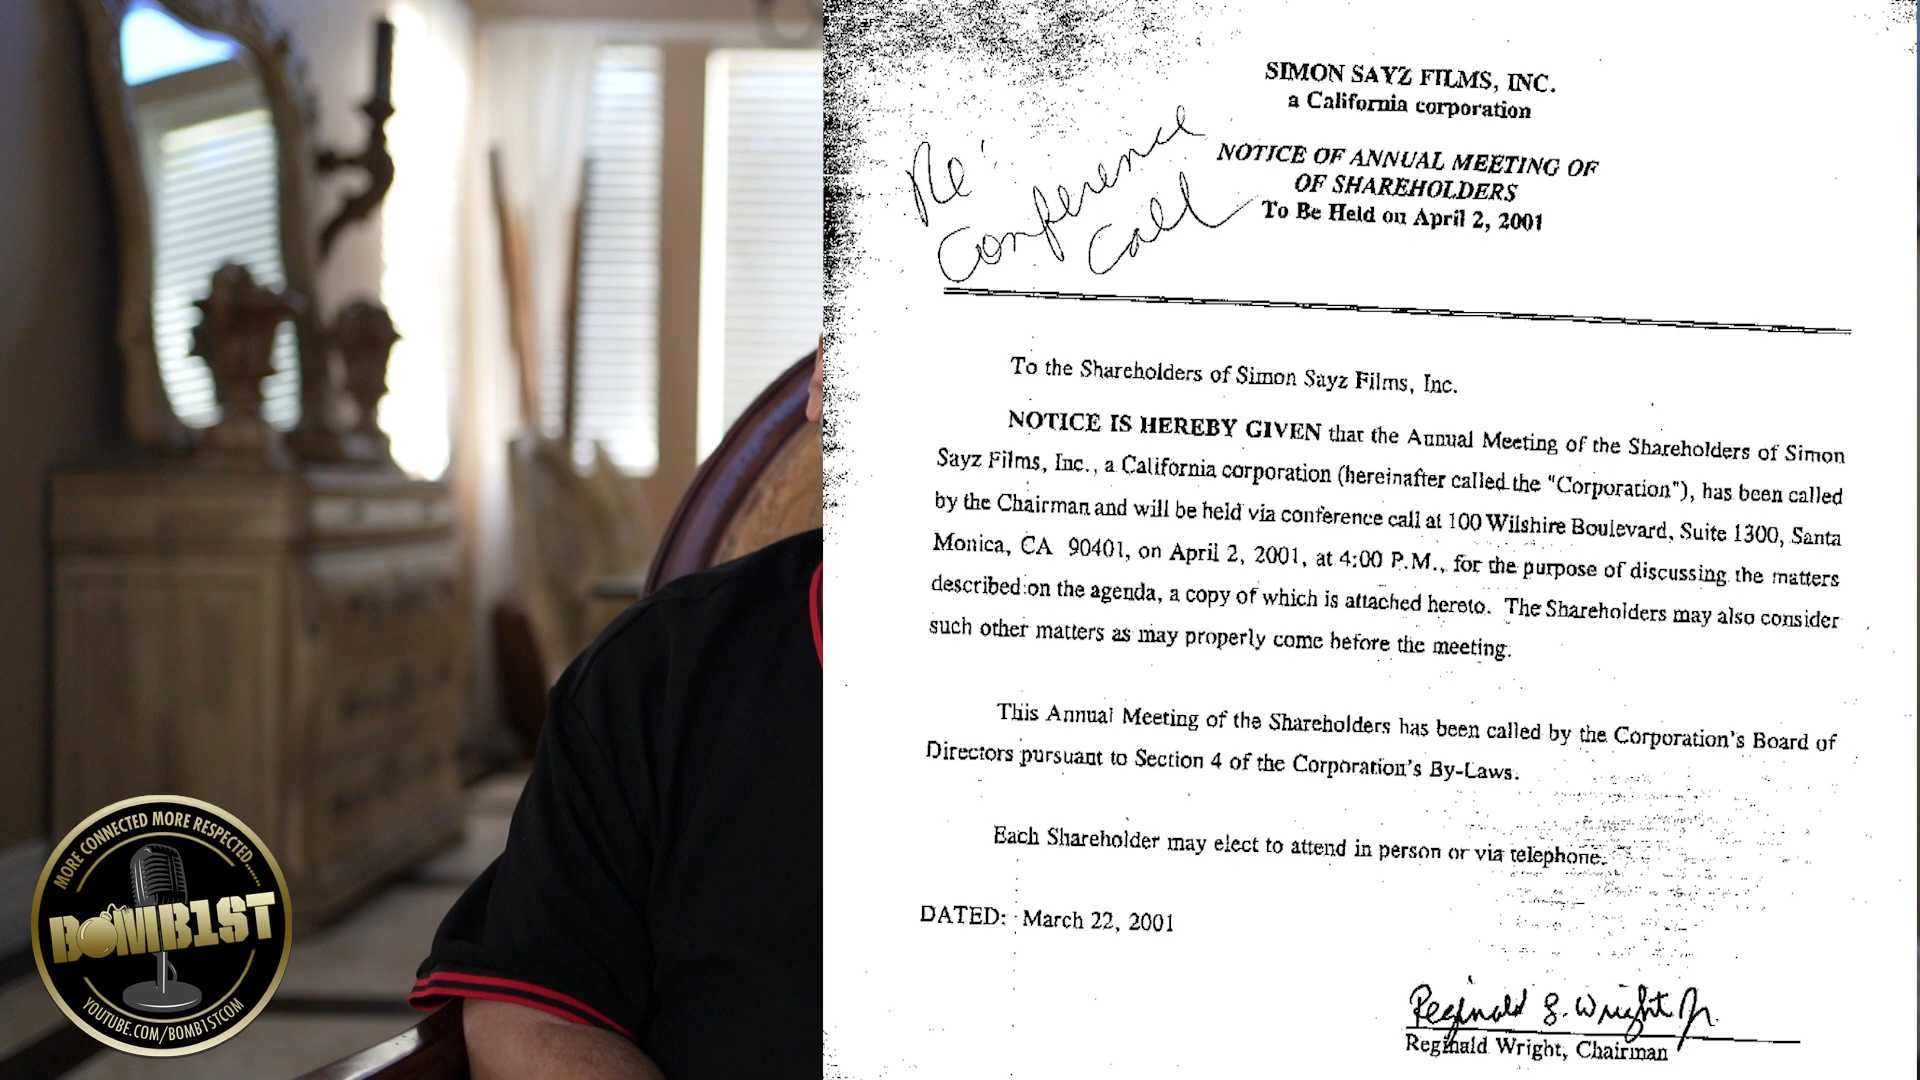 SIMON SAYZ FILMS, INC.
a California corporation
Re: Conference Call
NOTICE OF ANNUAL MEETING OF
OF SHAREHOLDERS
To Be Held on April 2, 2001
To the Shareholders of Simon Sayz Films, Inc.
NOTICE IS HEREBY GIVEN that the Annual Meeting of the Shareholders of Simon
Sayz Films, Inc., a California corporation (hereinafter called the "Corporation"), has been called
by the Chairman and will be held via conference call at 100 Wilshire Boulevard, Suite 1300, Santa
Monica, CA 90401, on April 2, 2001, at 4:00 P.M., for the purpose of discussing the matters
described on the agenda, a copy of which is attached hereto. The Shareholders may also consider
such other matters as may properly come before the meeting.
This Annual Meeting of the Shareholders has been called by the Corporation's Board of
Directors pursuant to Section 4 of the Corporation's By-Laws.
Each Shareholder may elect to attend in person or via telephone.
DATED: March 22, 2001
Reginald G. Wright Jr.
Reginald Wright, Chairman
MORE CONNECTED MORE RESPECTED......
BOMB1ST
YOUTUBE.COM/BOMB1STCOM